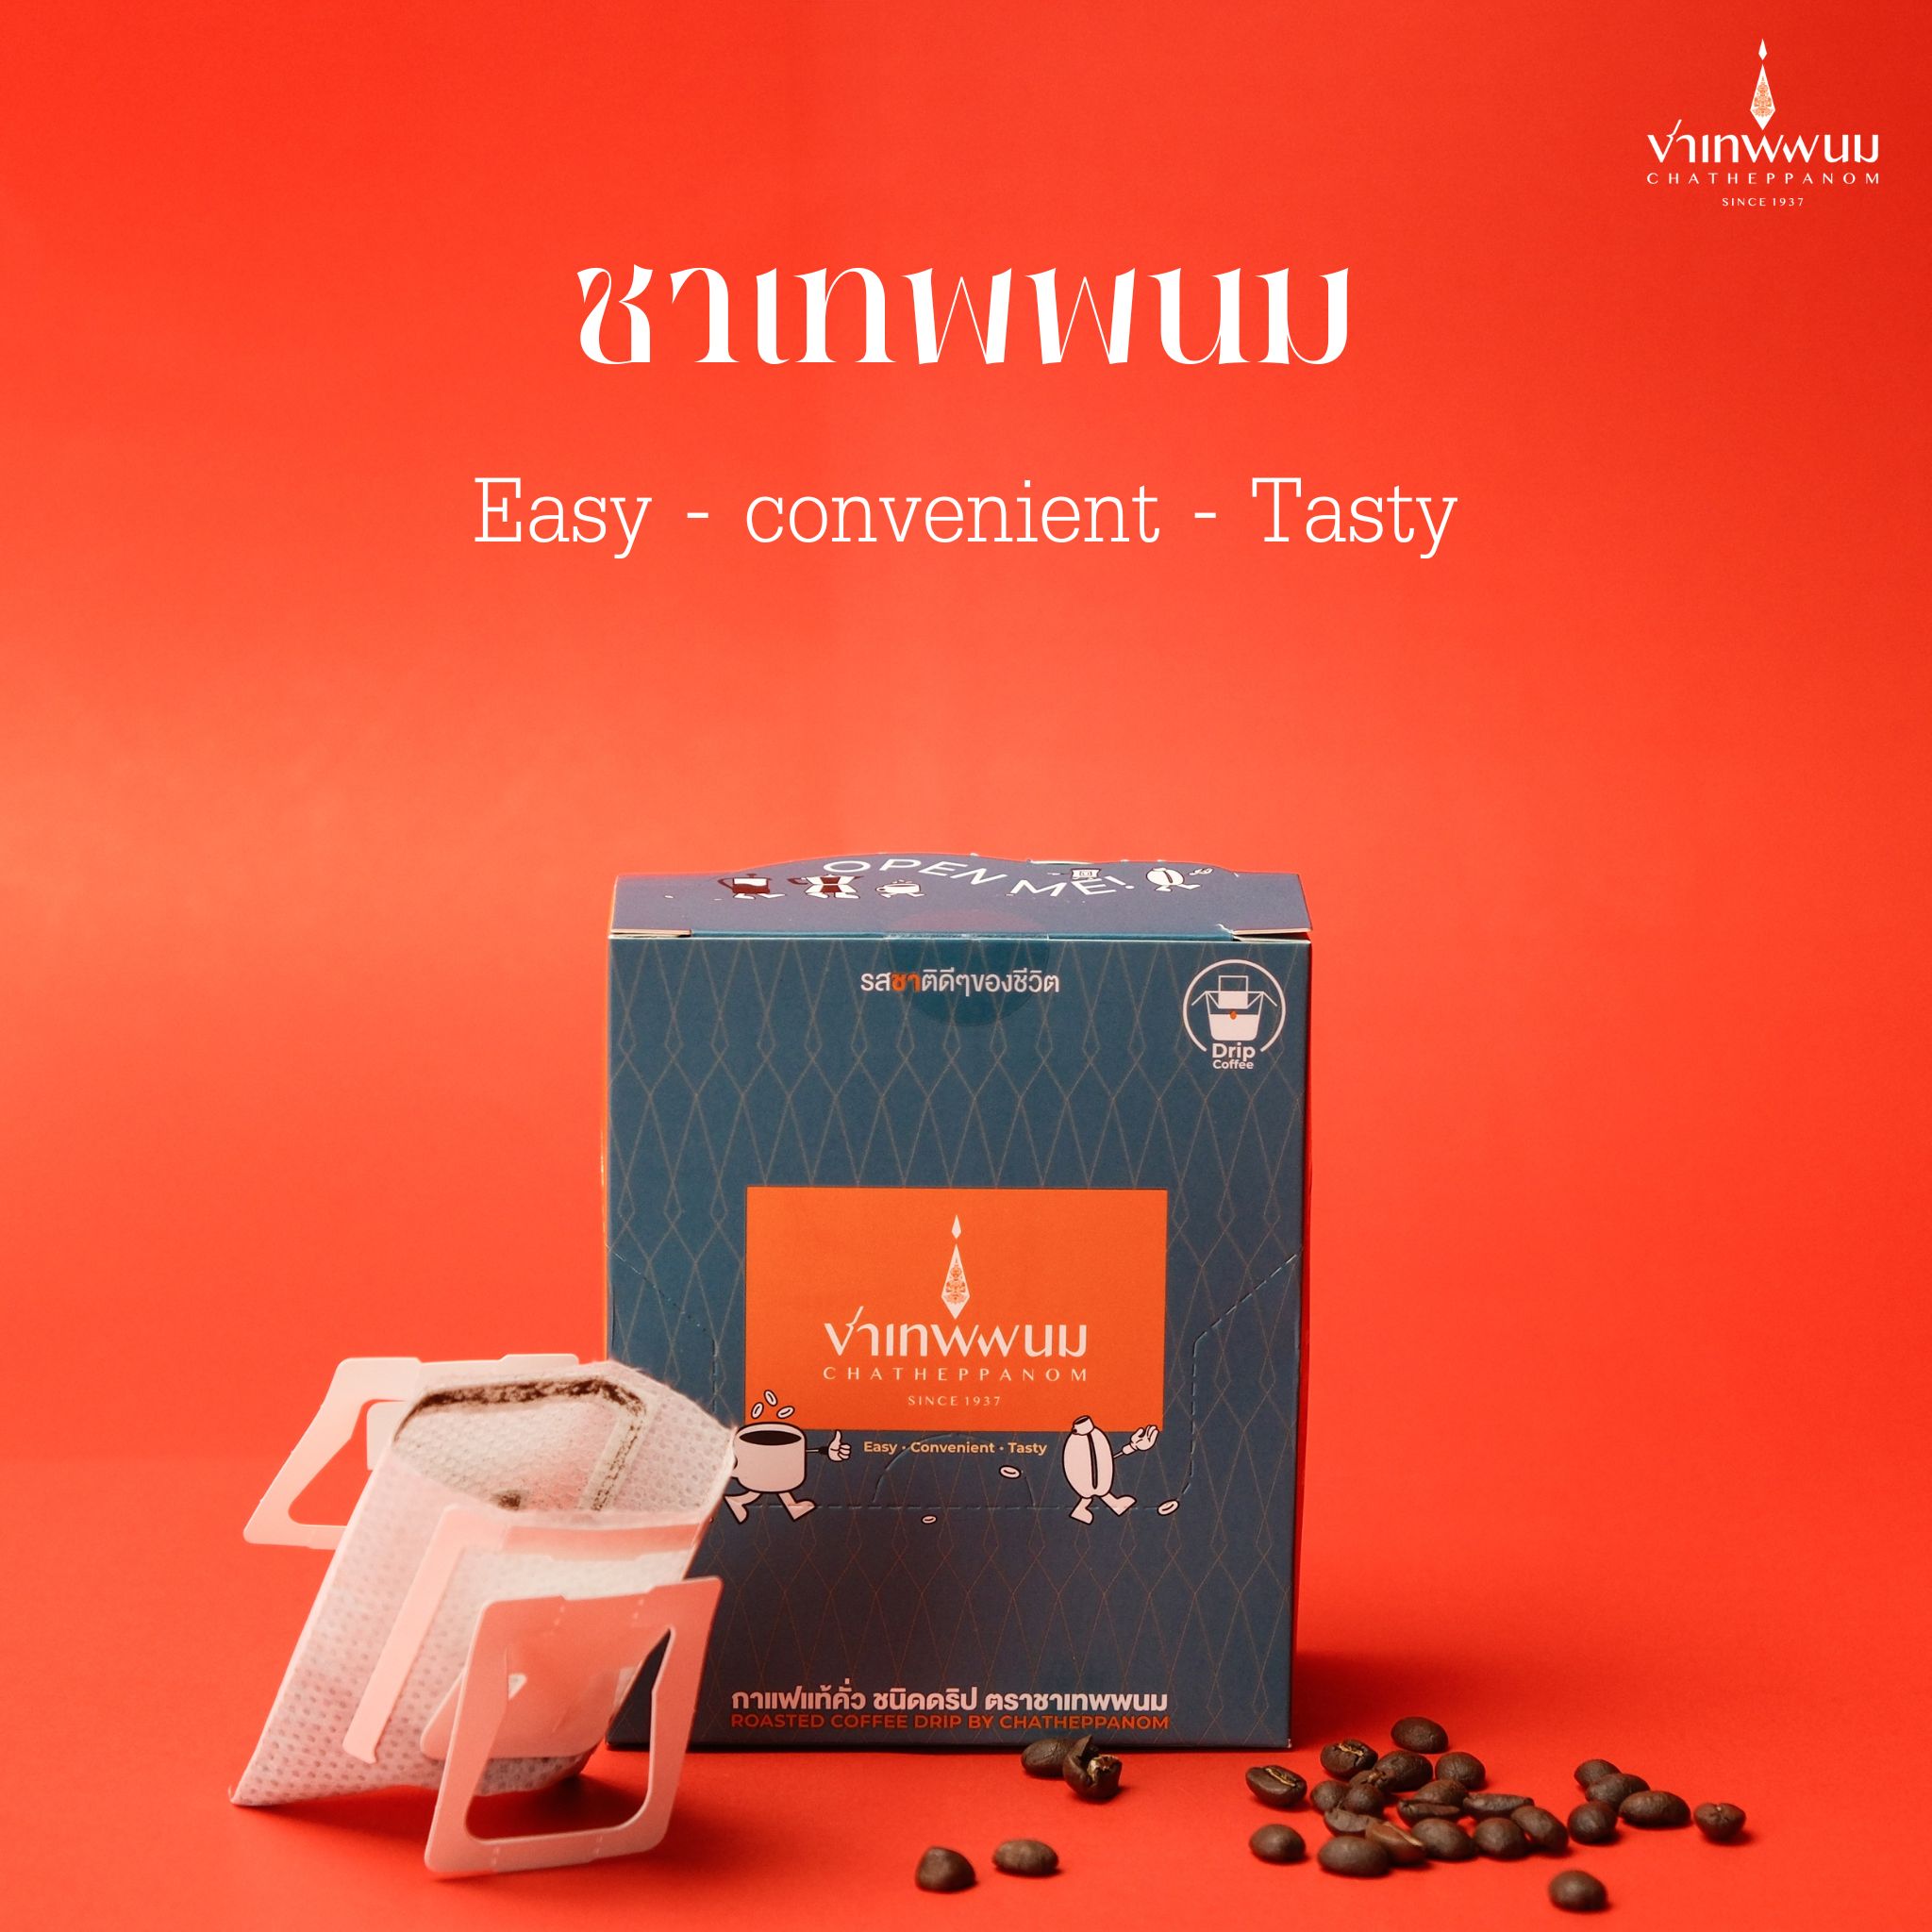 ชาเทพพนม
CHATHEPPANOM
SINCE 1937
ชาเทพพนม
Easy - convenient - Tasty
OPEN ME!
รสชาติดีๆของชีวิต
Drip
Coffee
ชาเทพพนม
CHATHEPPANOM
SINCE 1937
Easy · Convenient · Tasty
กาแฟแท้คั่ว ชนิดดริป ตราชาเทพพนม
ROASTED COFFEE DRIP BY CHATHEPPANOM